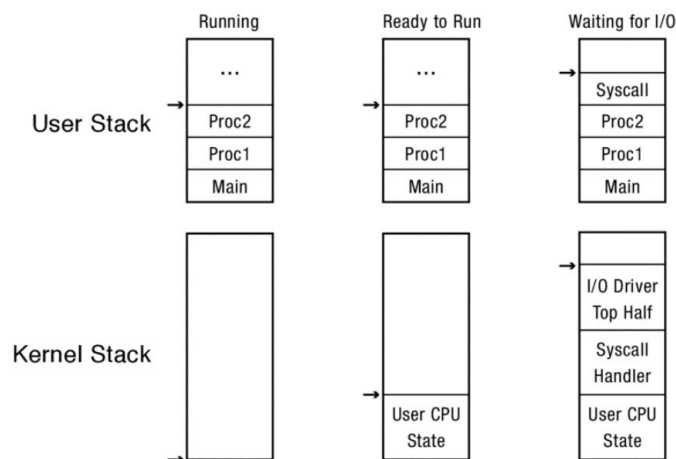 Running
Ready to Run
Waiting for I/O
User Stack
...
Proc2
Proc1
Main
...
Proc2
Proc1
Main
Syscall
Proc2
Proc1
Main
Kernel Stack
User CPU
State
I/O Driver
Top Half
Syscall
Handler
User CPU
State